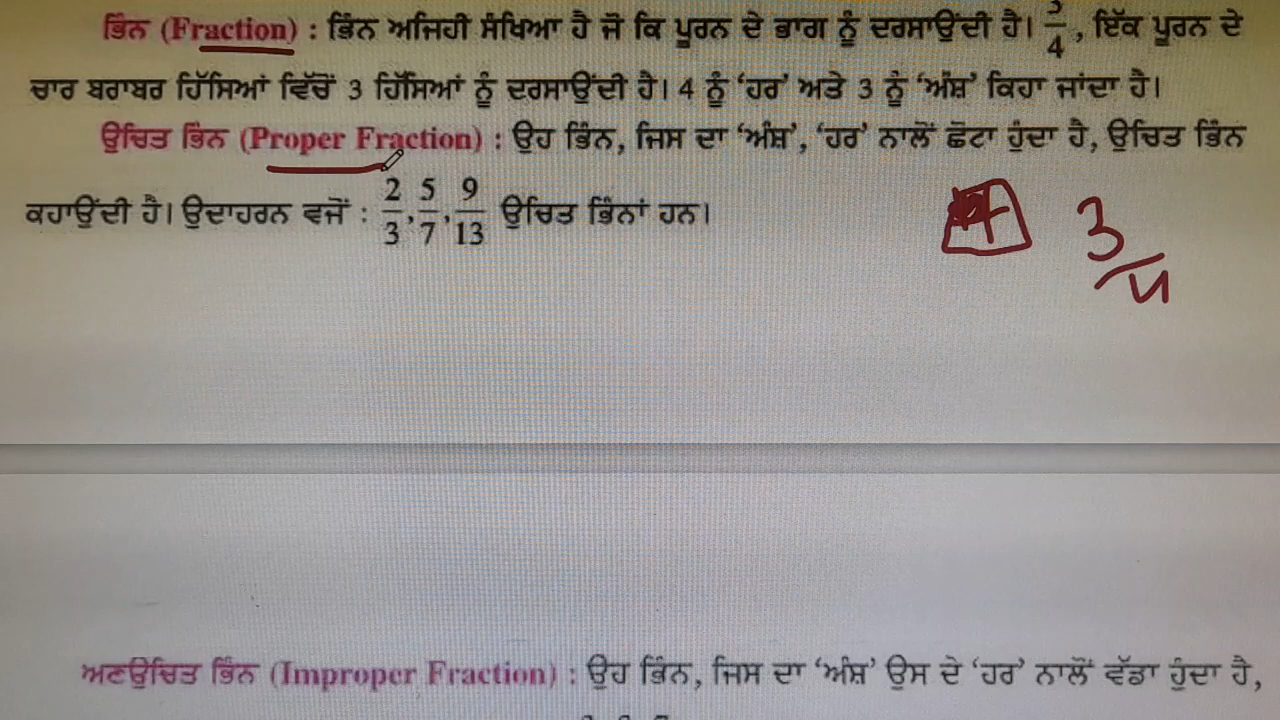 ਭਿੰਨ (Fraction) : ਭਿੰਨ ਅਜਿਹੀ ਸੰਖਿਆ ਹੈ ਜੋ ਕਿ ਪੂਰਨ ਦੇ ਭਾਗ ਨੂੰ ਦਰਸਾਉਂਦੀ ਹੈ। 3/4, ਇੱਕ ਪੂਰਨ ਦੇ
ਚਾਰ ਬਰਾਬਰ ਹਿੱਸਿਆਂ ਵਿੱਚੋਂ 3 ਹਿੱਸਿਆਂ ਨੂੰ ਦਰਸਾਉਂਦੀ ਹੈ। 4 ਨੂੰ ‘ਹਰ’ ਅਤੇ 3 ਨੂੰ ‘ਅੰਸ਼’ ਕਿਹਾ ਜਾਂਦਾ ਹੈ।
ਉਚਿਤ ਭਿੰਨ (Proper Fraction) : ਉਹ ਭਿੰਨ, ਜਿਸ ਦਾ ‘ਅੰਸ਼’, ‘ਹਰ’ ਨਾਲੋਂ ਛੋਟਾ ਹੁੰਦਾ ਹੈ, ਉਚਿਤ ਭਿੰਨ
ਕਹਾਉਂਦੀ ਹੈ। ਉਦਾਹਰਨ ਵਜੋਂ : 2/3, 5/7, 9/13 ਉਚਿਤ ਭਿੰਨਾਂ ਹਨ।
3/4
ਅਣਉਚਿਤ ਭਿੰਨ (Improper Fraction) : ਉਹ ਭਿੰਨ, ਜਿਸ ਦਾ ‘ਅੰਸ਼’ ਉਸ ਦੇ ‘ਹਰ’ ਨਾਲੋਂ ਵੱਡਾ ਹੁੰਦਾ ਹੈ,